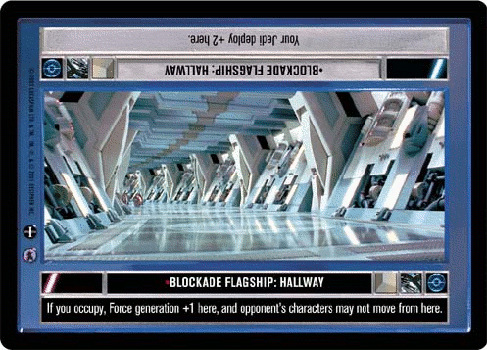 Your Jedi deploy +2 here.
•BLOCKADE FLAGSHIP: HALLWAY
•BLOCKADE FLAGSHIP: HALLWAY
If you occupy, Force generation +1 here, and opponent's characters may not move from here.